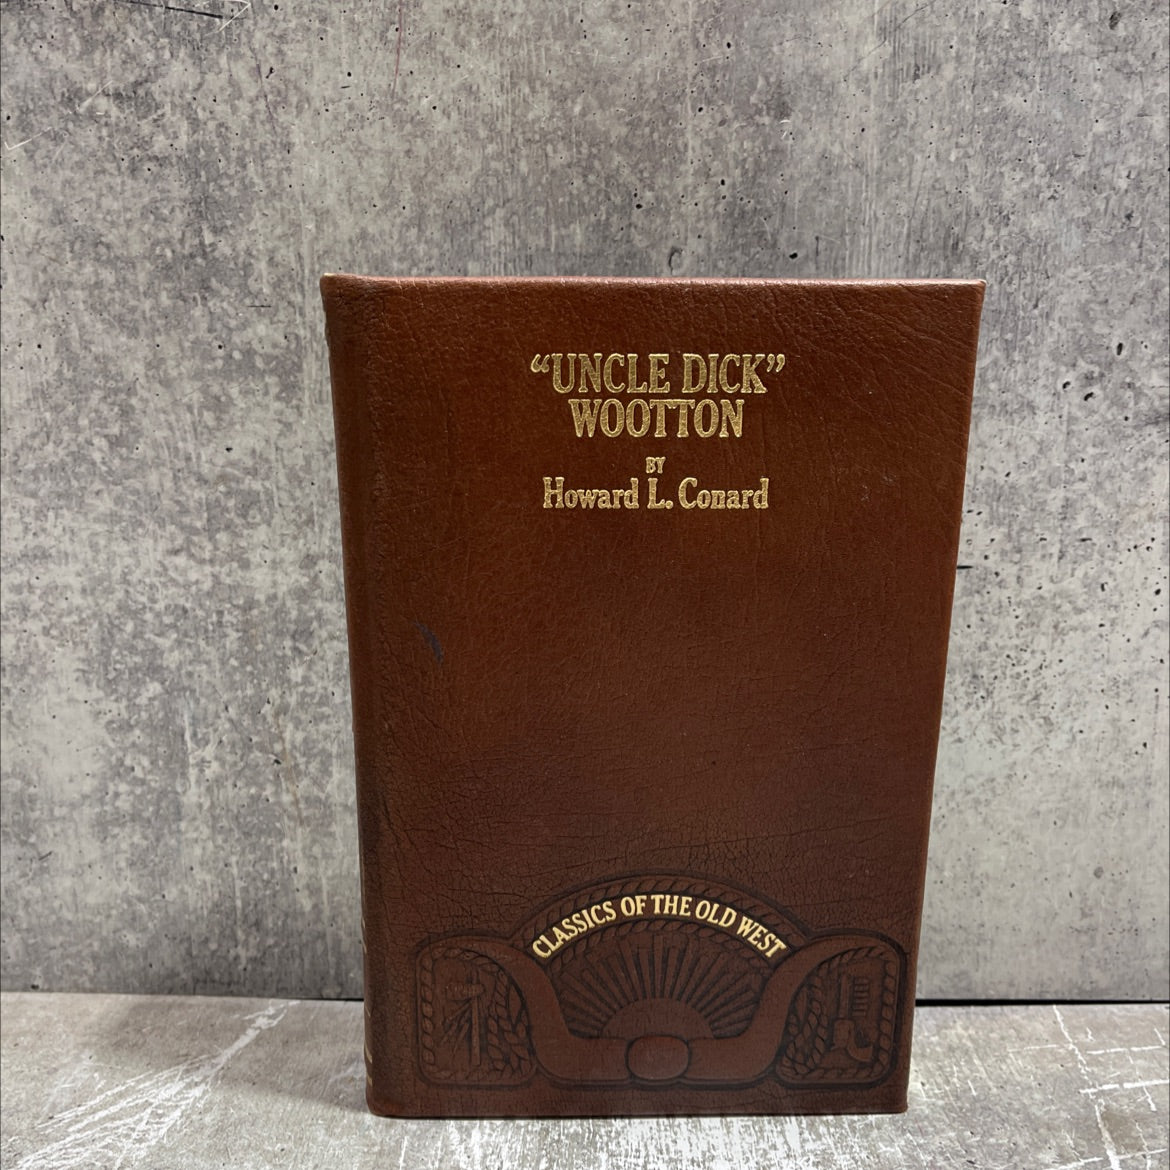 “UNCLE DICK”
WOOTTON
BY
Howard L. Conard
CLASSICS OF THE OLD WEST